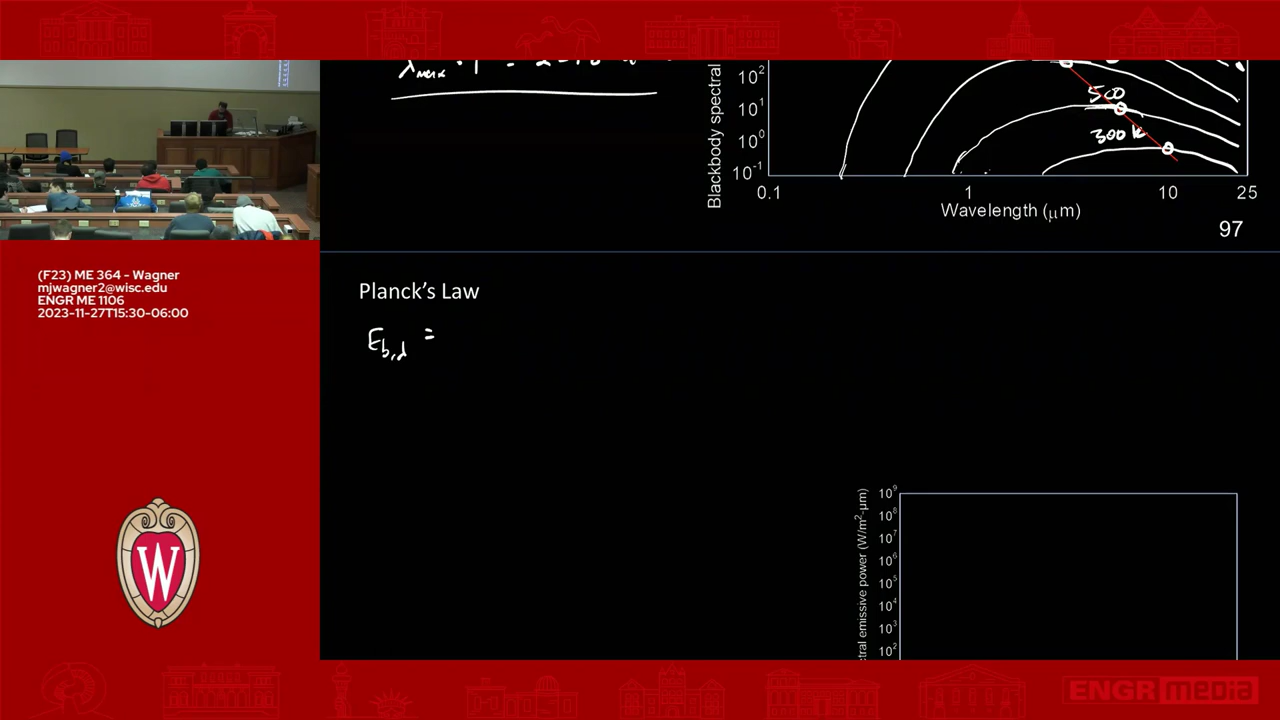 (F23) ME 364 - Wagner
mjwagner2@wisc.edu
ENGR ME 1106
2023-11-27T15:30-06:00
W
λmax · T =
Blackbody spectral
10²
10¹
10⁰
10⁻¹
500
300 K
0.1
1
10
25
Wavelength (μm)
97
Planck's Law
E_b,λ =
ctral emissive power (W/m²-μm)
10⁹
10⁸
10⁷
10⁶
10⁵
10⁴
10³
10²
ENGR media